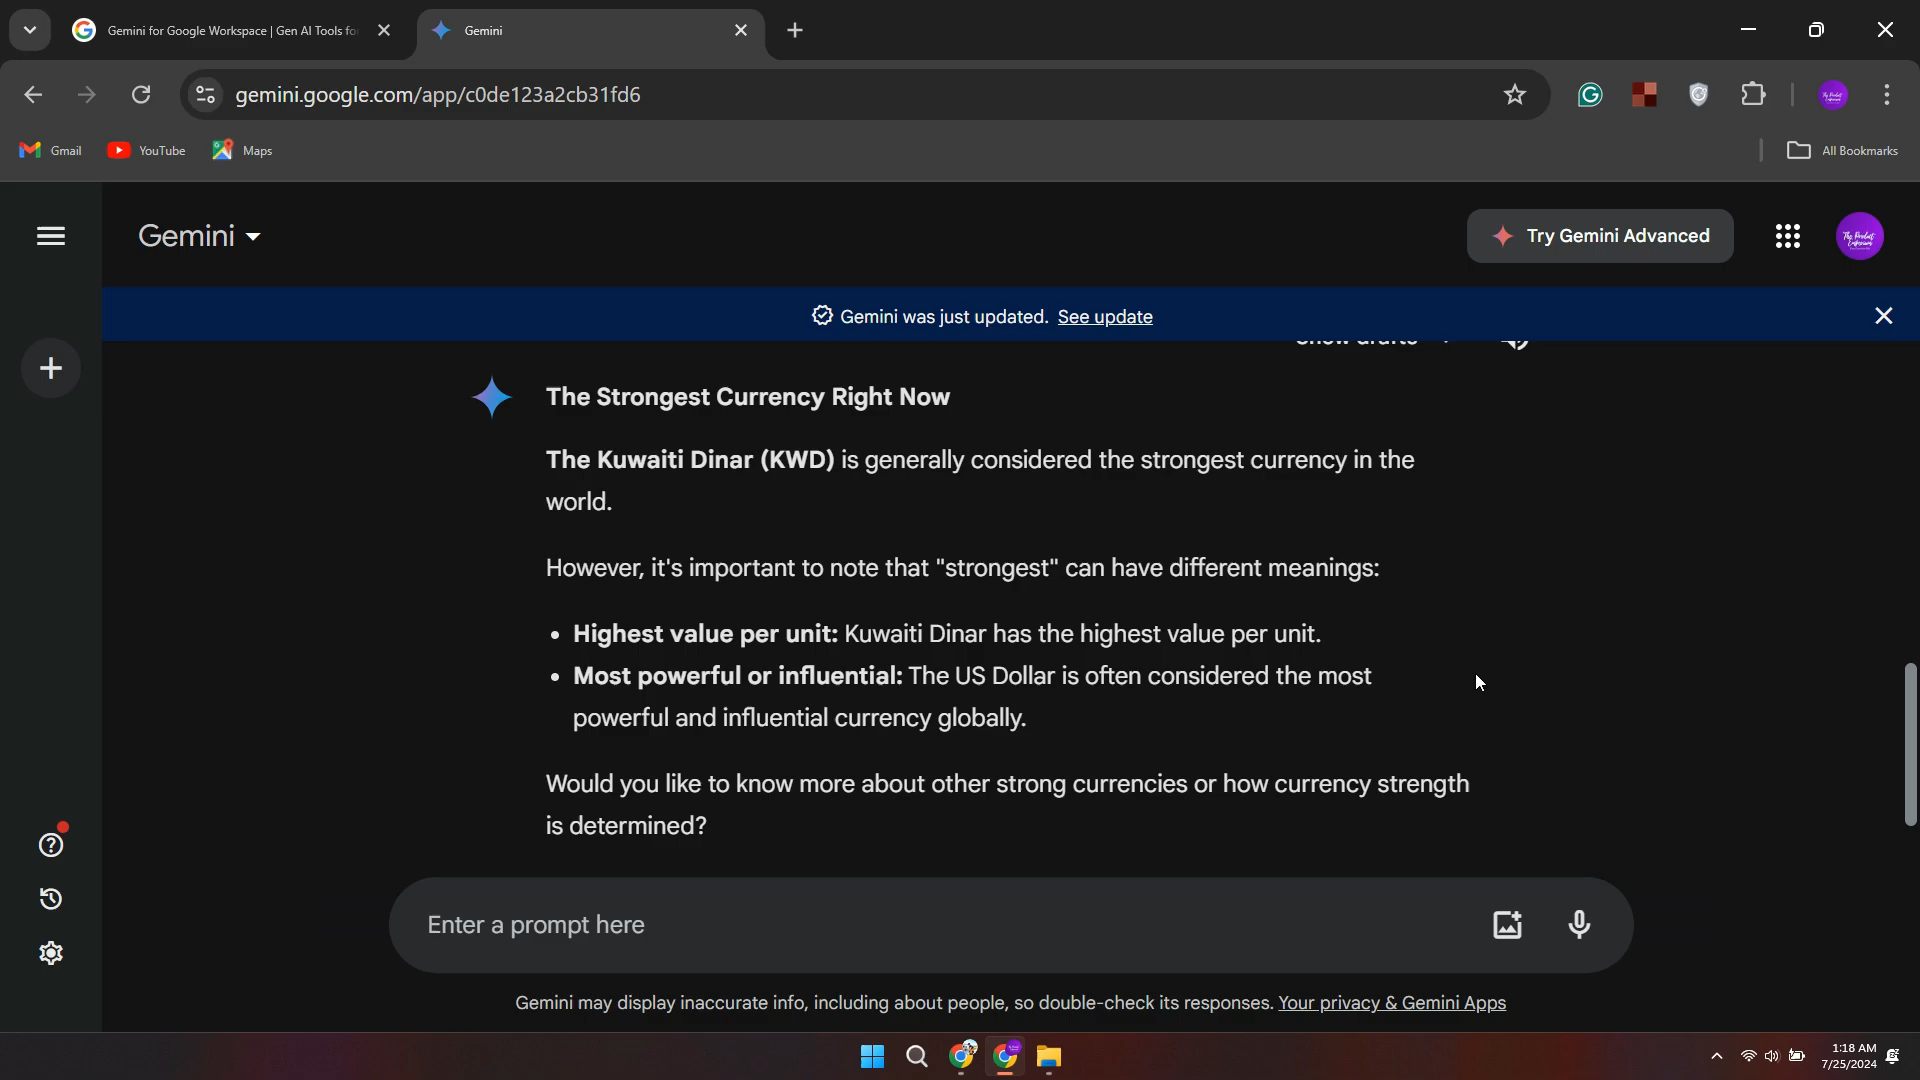 Gemini for Google Workspace | Gen AI Tools for
Gemini
gemini.google.com/app/c0de123a2cb31fd6
Gmail
YouTube
Maps
All Bookmarks
Gemini
Try Gemini Advanced
Gemini was just updated. See update
Show drafts
The Strongest Currency Right Now
The Kuwaiti Dinar (KWD) is generally considered the strongest currency in the
world.
However, it's important to note that "strongest" can have different meanings:
• Highest value per unit: Kuwaiti Dinar has the highest value per unit.
• Most powerful or influential: The US Dollar is often considered the most
powerful and influential currency globally.
Would you like to know more about other strong currencies or how currency strength
is determined?
Enter a prompt here
Gemini may display inaccurate info, including about people, so double-check its responses. Your privacy & Gemini Apps
1:18 AM
7/25/2024